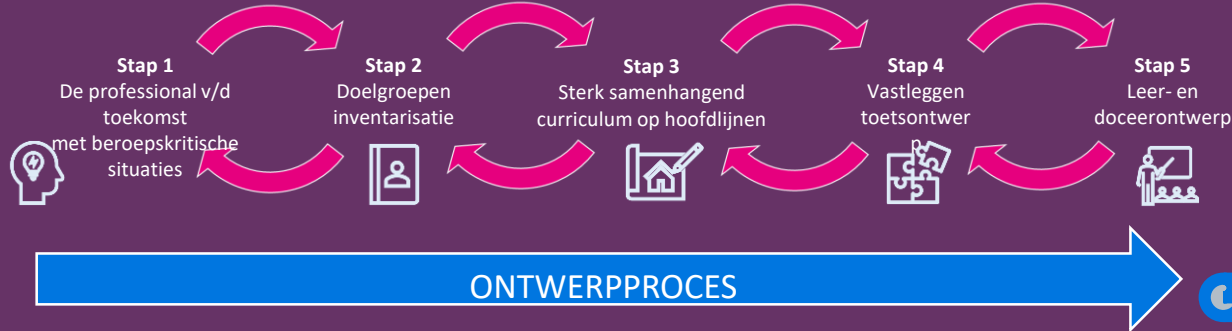 Stap 1
De professional v/d
toekomst
met beroepskritische
situaties
Stap 2
Doelgroepen
inventarisatie
Stap 3
Sterk samenhangend
curriculum op hoofdlijnen
Stap 4
Vastleggen
toetsontwer
p
Stap 5
Leer- en
doceerontwerp
ONTWERPPROCES